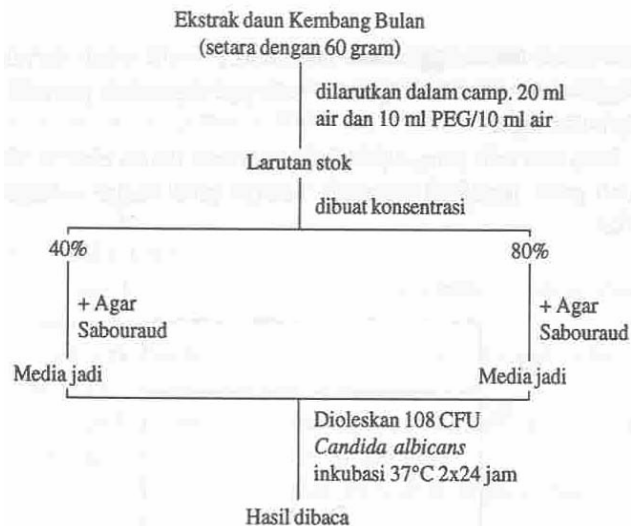 Ekstrak daun Kembang Bulan
(setara dengan 60 gram)
dilarutkan dalam camp. 20 ml
air dan 10 ml PEG/10 ml air
Larutan stok
dibuat konsentrasi
40%
80%
+ Agar
Sabouraud
+ Agar
Sabouraud
Media jadi
Media jadi
Dioleskan 108 CFU
Candida albicans
inkubasi 37°C 2x24 jam
Hasil dibaca